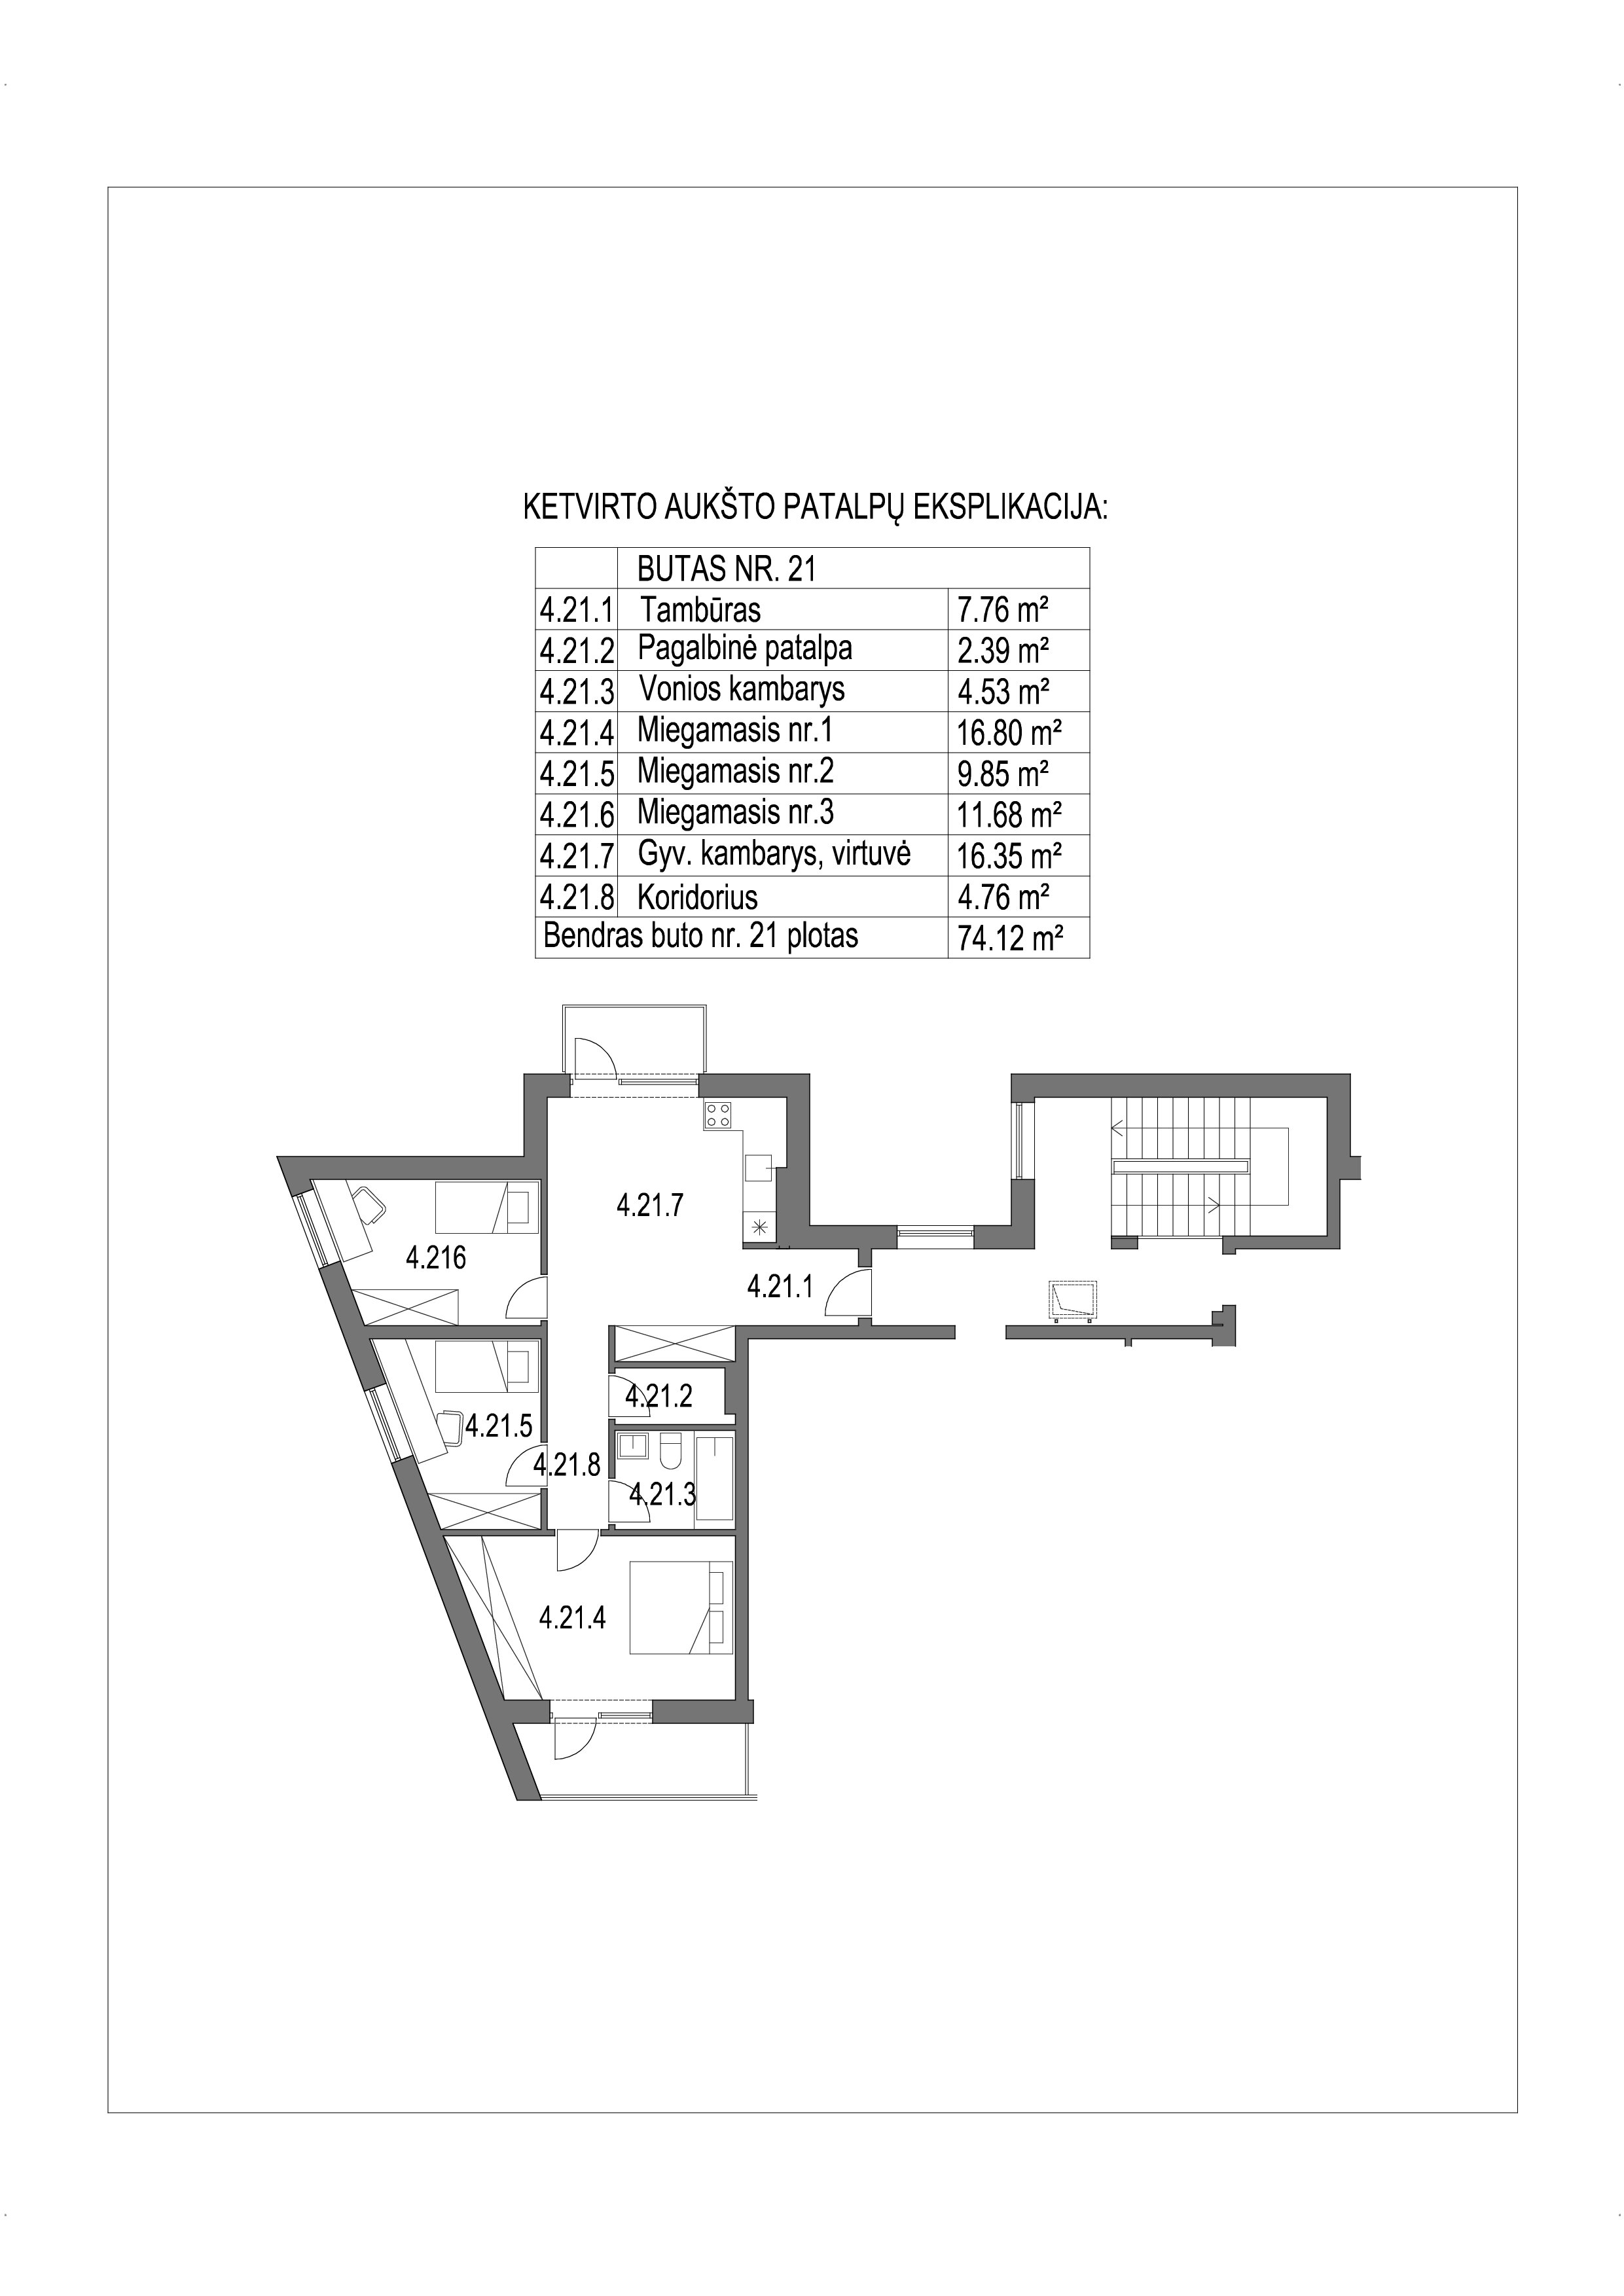 KETVIRTO AUKŠTO PATALPŲ EKSPLIKACIJA:
BUTAS NR. 21
4.21.1 Tambūras 7.76 m²
4.21.2 Pagalbinė patalpa 2.39 m²
4.21.3 Vonios kambarys 4.53 m²
4.21.4 Miegamasis nr.1 16.80 m²
4.21.5 Miegamasis nr.2 9.85 m²
4.21.6 Miegamasis nr.3 11.68 m²
4.21.7 Gyv. kambarys, virtuvė 16.35 m²
4.21.8 Koridorius 4.76 m²
Bendras buto nr. 21 plotas 74.12 m²
4.21.7
4.216
4.21.1
4.21.2
4.21.5
4.21.8
4.21.3
4.21.4